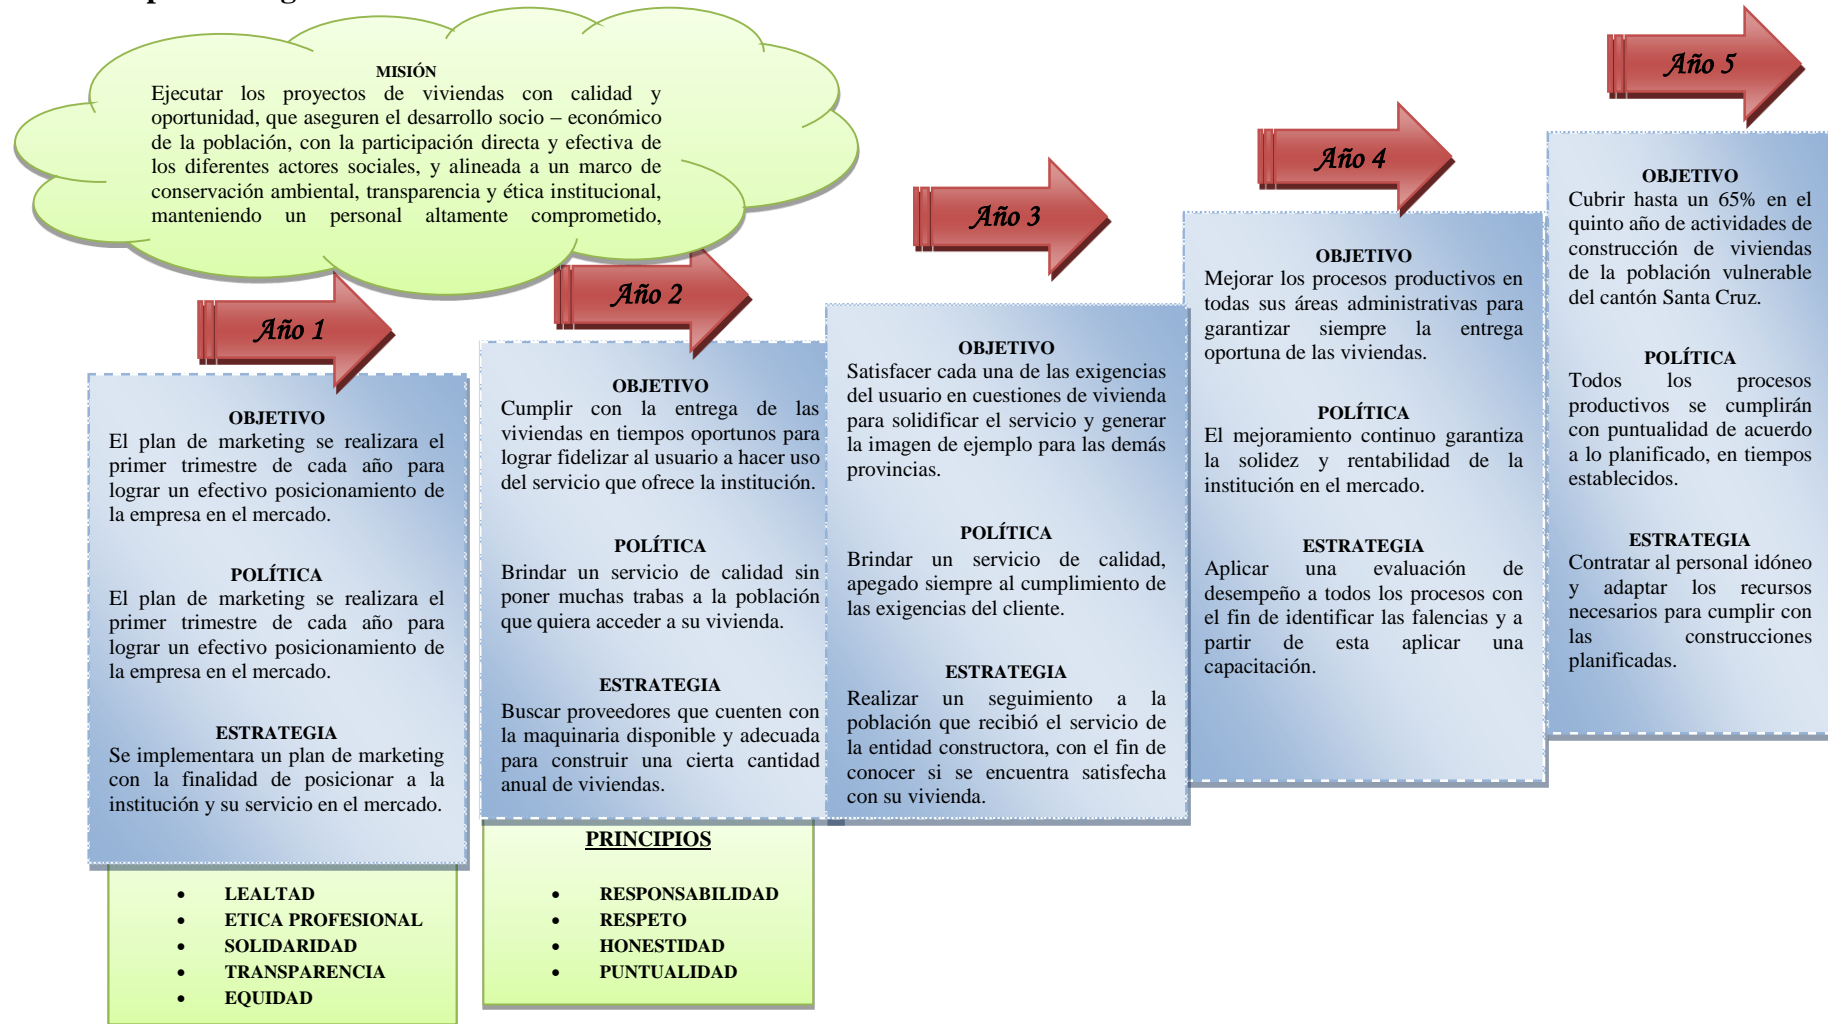 MISIÓN
Ejecutar los proyectos de viviendas con calidad y
oportunidad, que aseguren el desarrollo socio – económico
de la población, con la participación directa y efectiva de
los diferentes actores sociales, y alineada a un marco de
conservación ambiental, transparencia y ética institucional,
manteniendo un personal altamente comprometido,
Año 1
OBJETIVO
El plan de marketing se realizara el
primer trimestre de cada año para
lograr un efectivo posicionamiento de
la empresa en el mercado.
POLÍTICA
El plan de marketing se realizara el
primer trimestre de cada año para
lograr un efectivo posicionamiento de
la empresa en el mercado.
ESTRATEGIA
Se implementara un plan de marketing
con la finalidad de posicionar a la
institución y su servicio en el mercado.
Año 2
OBJETIVO
Cumplir con la entrega de las
viviendas en tiempos oportunos para
lograr fidelizar al usuario a hacer uso
del servicio que ofrece la institución.
POLÍTICA
Brindar un servicio de calidad sin
poner muchas trabas a la población
que quiera acceder a su vivienda.
ESTRATEGIA
Buscar proveedores que cuenten con
la maquinaria disponible y adecuada
para construir una cierta cantidad
anual de viviendas.
Año 3
OBJETIVO
Satisfacer cada una de las exigencias
del usuario en cuestiones de vivienda
para solidificar el servicio y generar
la imagen de ejemplo para las demás
provincias.
POLÍTICA
Brindar un servicio de calidad,
apegado siempre al cumplimiento de
las exigencias del cliente.
ESTRATEGIA
Realizar un seguimiento a la
población que recibió el servicio de
la entidad constructora, con el fin de
conocer si se encuentra satisfecha
con su vivienda.
Año 4
OBJETIVO
Mejorar los procesos productivos en
todas sus áreas administrativas para
garantizar siempre la entrega
oportuna de las viviendas.
POLÍTICA
El mejoramiento continuo garantiza
la solidez y rentabilidad de la
institución en el mercado.
ESTRATEGIA
Aplicar una evaluación de
desempeño a todos los procesos con
el fin de identificar las falencias y a
partir de esta aplicar una
capacitación.
Año 5
OBJETIVO
Cubrir hasta un 65% en el
quinto año de actividades de
construcción de viviendas
de la población vulnerable
del cantón Santa Cruz.
POLÍTICA
Todos los procesos
productivos se cumplirán
con puntualidad de acuerdo
a lo planificado, en tiempos
establecidos.
ESTRATEGIA
Contratar al personal idóneo
y adaptar los recursos
necesarios para cumplir con
las construcciones
planificadas.
• LEALTAD
• ETICA PROFESIONAL
• SOLIDARIDAD
• TRANSPARENCIA
• EQUIDAD
PRINCIPIOS
• RESPONSABILIDAD
• RESPETO
• HONESTIDAD
• PUNTUALIDAD